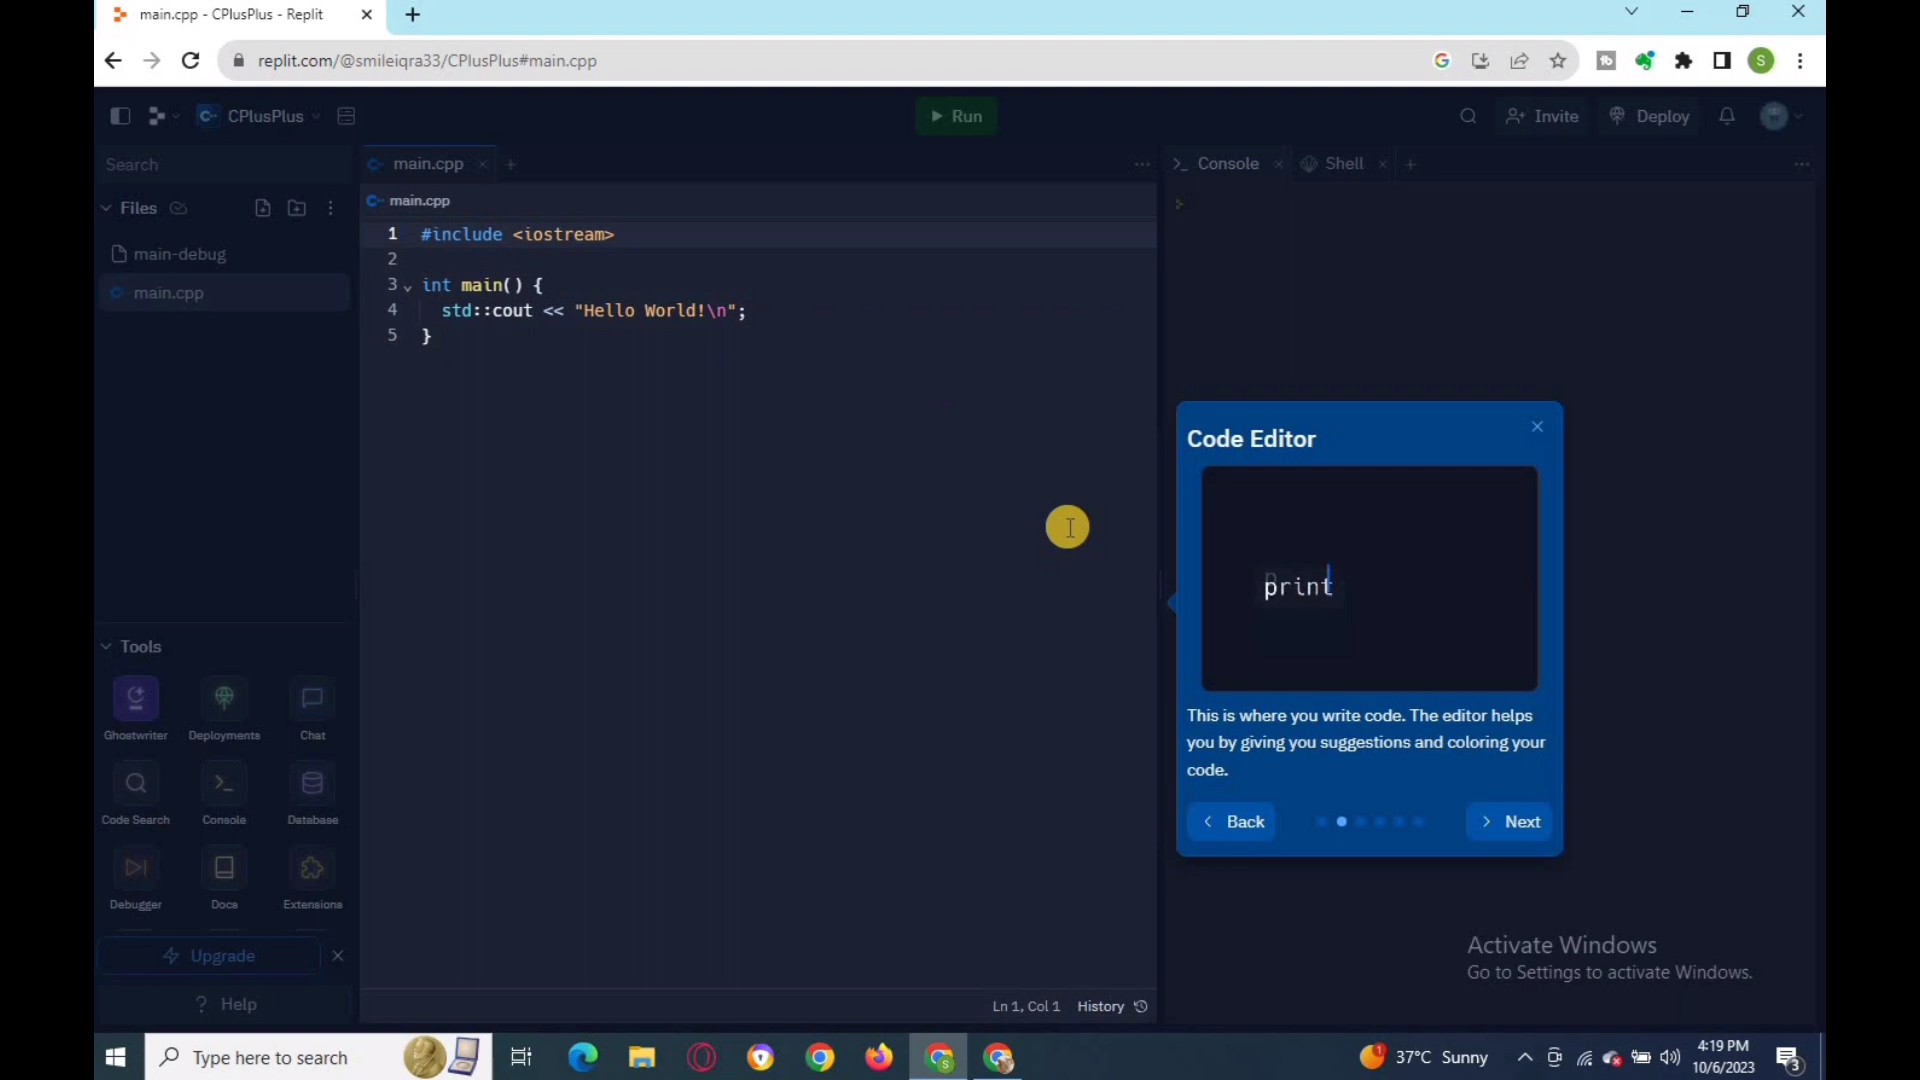 main.cpp - CPlusPlus - Replit
replit.com/@smileiqra33/CPlusPlus#main.cpp
S
CPlusPlus
Run
Invite
Deploy
Search
main.cpp
Console
Shell
Files
main.cpp
main-debug
main.cpp
1 #include <iostream>
2
3 int main() {
4 std::cout << "Hello World!\n";
5 }
Code Editor
print
This is where you write code. The editor helps
you by giving you suggestions and coloring your
code.
Back
Next
Tools
Ghostwriter
Deployments
Chat
Code Search
Console
Database
Debugger
Docs
Extensions
Upgrade
? Help
Ln 1, Col 1 History
Activate Windows
Go to Settings to activate Windows.
Type here to search
37°C Sunny
4:19 PM
10/6/2023
3